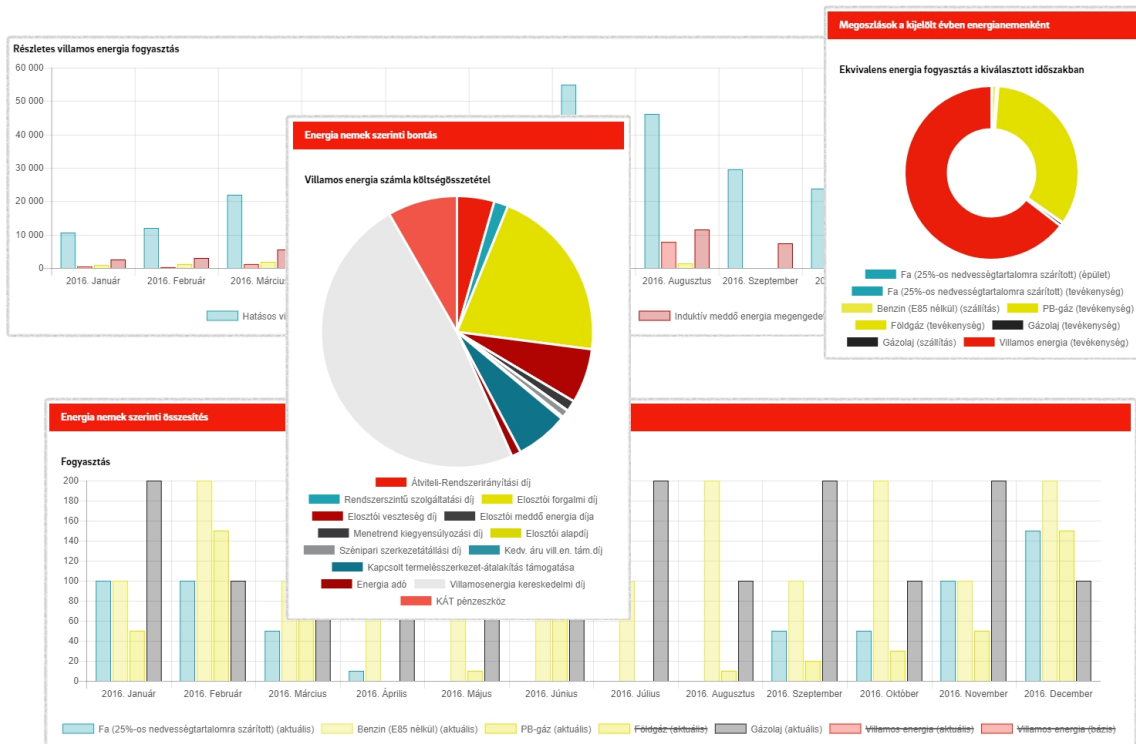 Részletes villamos energia fogyasztás
60 000
50 000
40 000
30 000
20 000
10 000
0
2016. Január 2016. Február 2016. Március 2016. Augusztus 2016. Szeptember
Hatásos Induktív meddő energia
Megoszlások a kijelölt évben energianemenként
Ekvivalens energia fogyasztás a kiválasztott időszakban
Fa (25%-os nedvességtartalomra szárított) (épület)
Fa (25%-os nedvességtartalomra szárított) (tevékenység)
Benzin (E85 nélkül) (szállítás) PB-gáz (tevékenység)
Földgáz (tevékenység) Gázolaj (tevékenység)
Gázolaj (szállítás) Villamos energia (tevékenység)
Energia nemek szerinti bontás
Villamos energia számla költségösszetétel
Átviteli-Rendszerirányítási díj
Rendszerszintű szolgáltatási díj Elosztói forgalmi díj
Elosztói veszteség díj Elosztói meddő energia díja
Menetrend kiegyensúlyozási díj Elosztói alapdíj
Szénipari szerkezetátállási díj Kedv. áru vill.en. tám.díj
Kapcsolt termelésszerkezet-átalakítás támogatása
Energia adó Villamosenergia kereskedelmi díj
KÁT pénzeszköz
Energia nemek szerinti összesítés
Fogyasztás
200
180
160
140
120
100
80
60
40
20
0
2016. Január 2016. Február 2016. Március 2016. Április 2016. Május 2016. Június 2016. Július 2016. Augusztus 2016. Szeptember 2016. Október 2016. November 2016. December
Fa (25%-os nedvességtartalomra szárított) (aktuális) Benzin (E85 nélkül) (aktuális) PB-gáz (aktuális) Földgáz (aktuális) Gázolaj (aktuális) Villamos energia (aktuális) Villamos energia (bázis)